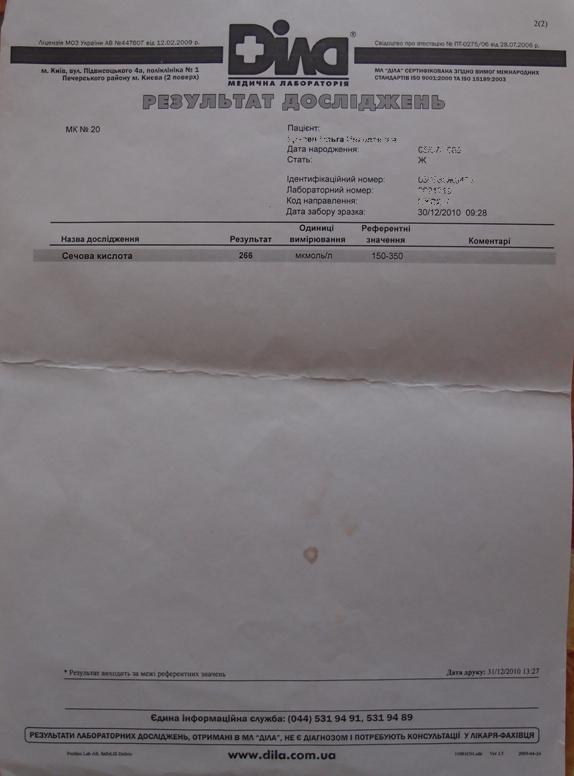 2(2)
Ліцензія МОЗ України АВ №447607 від 12.02.2009 р.
Діла®
Свідоцтво про атестацію № ПТ-0275/06 від 28.07.2006 р.
м. Київ, вул. Підвисоцького 4а, поліклініка № 1
Печерського району м. Києва (2 поверх)
МЕДИЧНА ЛАБОРАТОРІЯ
МЛ "ДІЛА" СЕРТИФІКОВАНА ЗГІДНО ВИМОГ МІЖНАРОДНИХ
СТАНДАРТІВ ISO 9001:2000 ТА ISO 15189:2003
РЕЗУЛЬТАТ ДОСЛІДЖЕНЬ
МК № 20
Пацієнт:
Дата народження:
Стать: Ж
Ідентифікаційний номер:
Лабораторний номер:
Код направлення:
Дата забору зразка: 30/12/2010 09:28
Назва дослідження Результат Одиниці вимірювання Референтні значення Коментарі
Сечова кислота 266 мкмоль/л 150-350
* Результат виходить за межі референтних значень
Дата друку: 31/12/2010 13:27
Єдина інформаційна служба: (044) 531 94 91, 531 94 89
РЕЗУЛЬТАТИ ЛАБОРАТОРНИХ ДОСЛІДЖЕНЬ, ОТРИМАНІ В МЛ "ДІЛА", НЕ Є ДІАГНОЗОМ І ПОТРЕБУЮТЬ КОНСУЛЬТАЦІЇ У ЛІКАРЯ-ФАХІВЦЯ
www.dila.com.ua